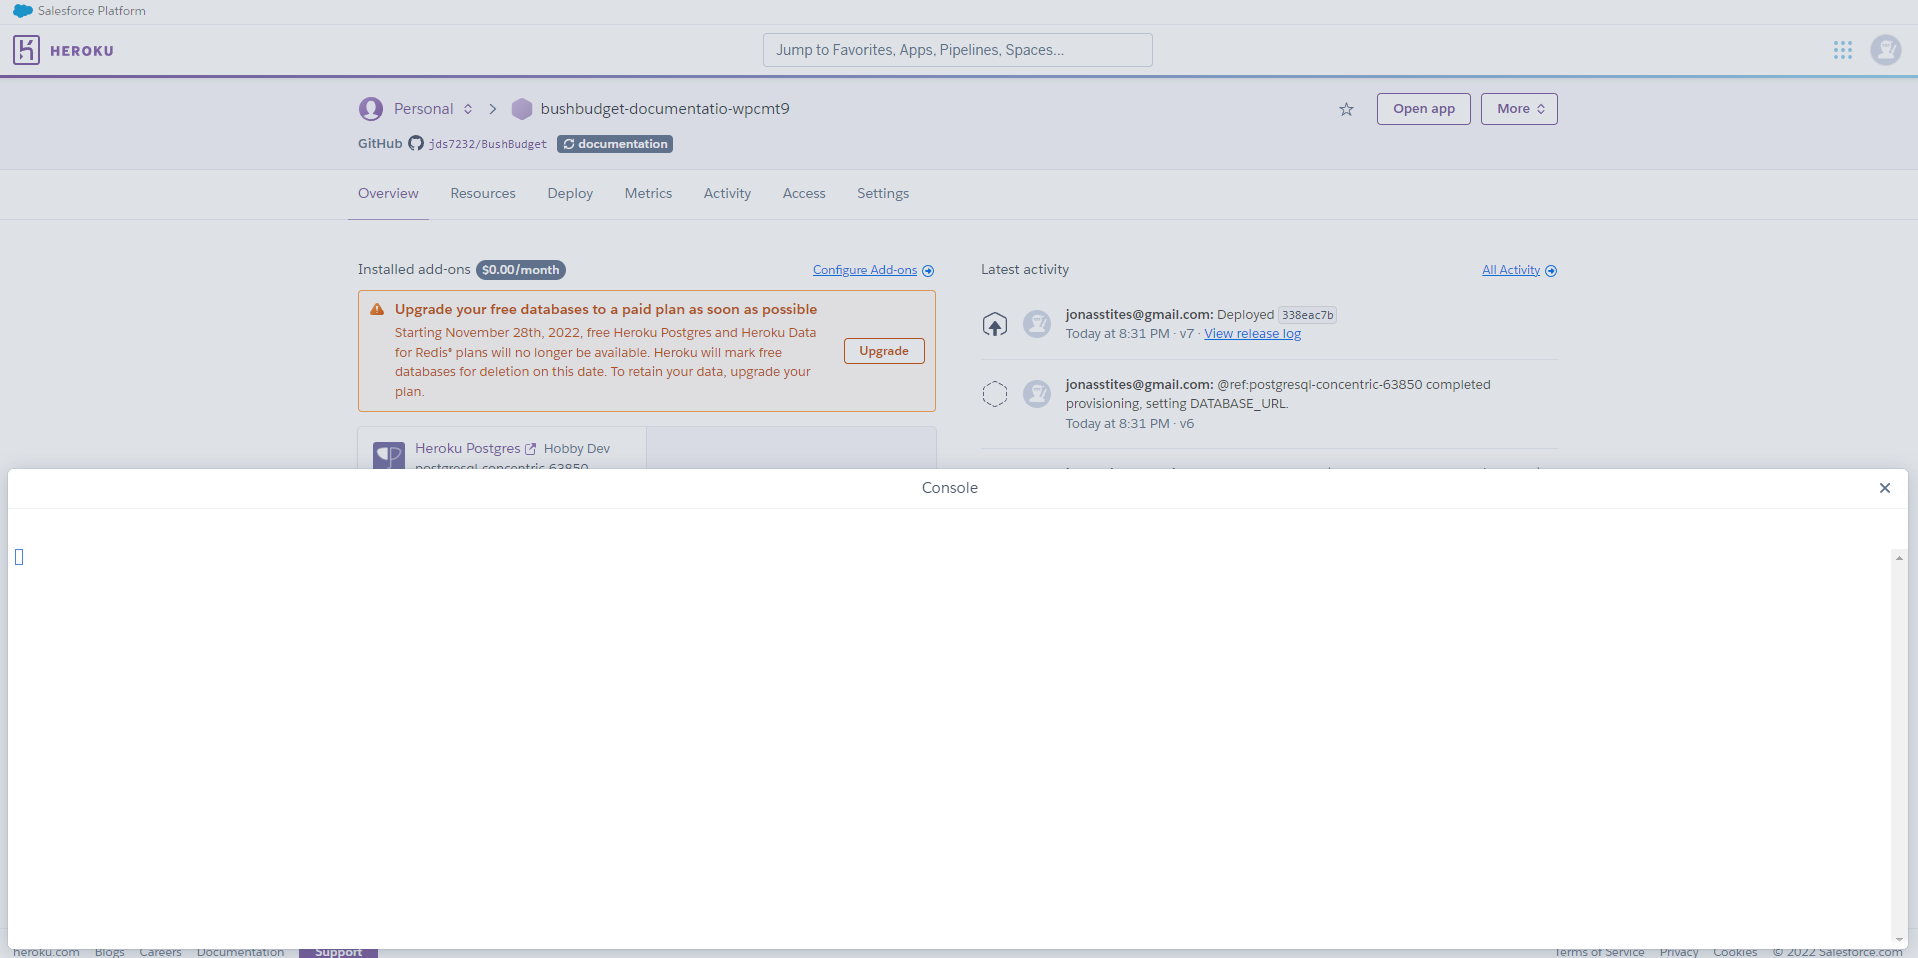 Salesforce Platform
HEROKU
Jump to Favorites, Apps, Pipelines, Spaces...
Personal
bushbudget-documentatio-wpcmt9
Open app
More
GitHub jds7232/BushBudget documentation
Overview Resources Deploy Metrics Activity Access Settings
Installed add-ons $0.00/month
Configure Add-ons
Upgrade your free databases to a paid plan as soon as possible
Starting November 28th, 2022, free Heroku Postgres and Heroku Data
for Redis® plans will no longer be available. Heroku will mark free
databases for deletion on this date. To retain your data, upgrade your
plan.
Upgrade
Heroku Postgres Hobby Dev
postgresql-concentric-63850
Latest activity
All Activity
jonasstites@gmail.com: Deployed 338eac7b
Today at 8:31 PM · v7 · View release log
jonasstites@gmail.com: @ref:postgresql-concentric-63850 completed
provisioning, setting DATABASE_URL.
Today at 8:31 PM · v6
Console
heroku.com Blogs Careers Documentation Support
Terms of Service Privacy Cookies © 2022 Salesforce.com